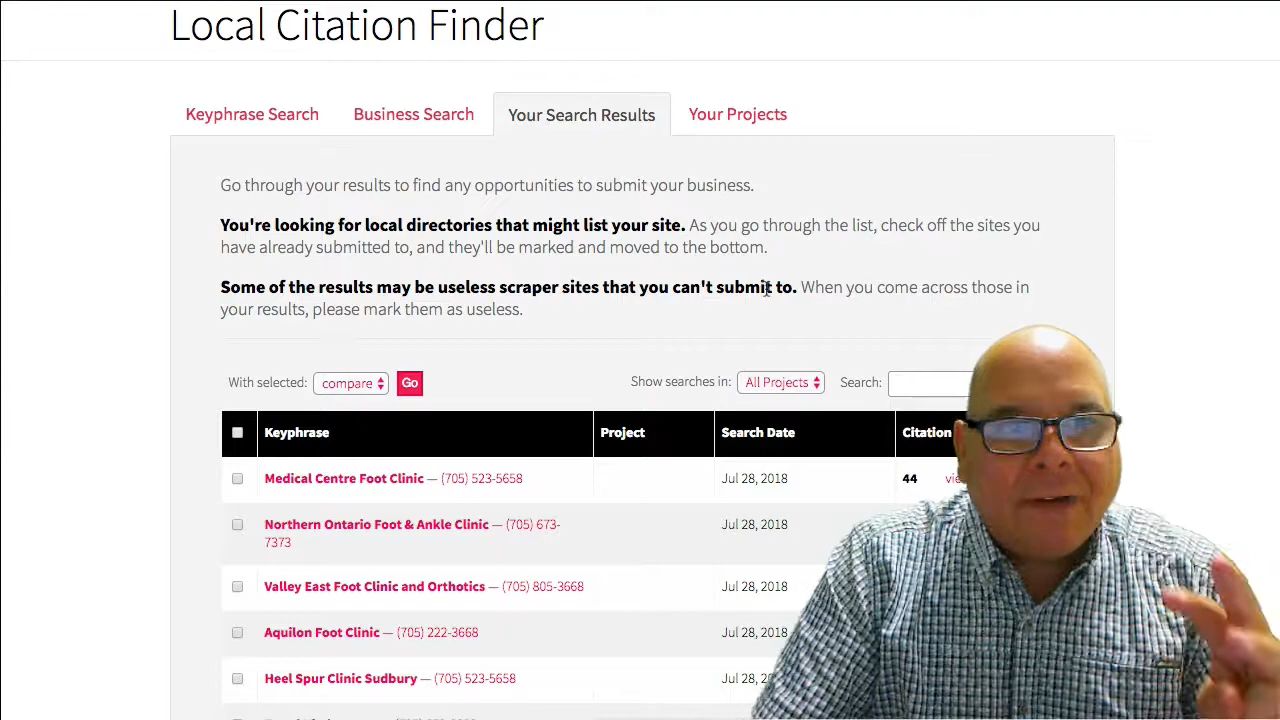 Local Citation Finder
Keyphrase Search Business Search Your Search Results Your Projects
Go through your results to find any opportunities to submit your business.
You're looking for local directories that might list your site. As you go through the list, check off the sites you
have already submitted to, and they'll be marked and moved to the bottom.
Some of the results may be useless scraper sites that you can't submit to. When you come across those in
your results, please mark them as useless.
With selected: compare Go Show searches in: All Projects Search:
Keyphrase Project Search Date Citation
Medical Centre Foot Clinic — (705) 523-5658 Jul 28, 2018 44
Northern Ontario Foot & Ankle Clinic — (705) 673-
7373 Jul 28, 2018
Valley East Foot Clinic and Orthotics — (705) 805-3668 Jul 28, 2018
Aquilon Foot Clinic — (705) 222-3668 Jul 28, 2018
Heel Spur Clinic Sudbury — (705) 523-5658 Jul 28,